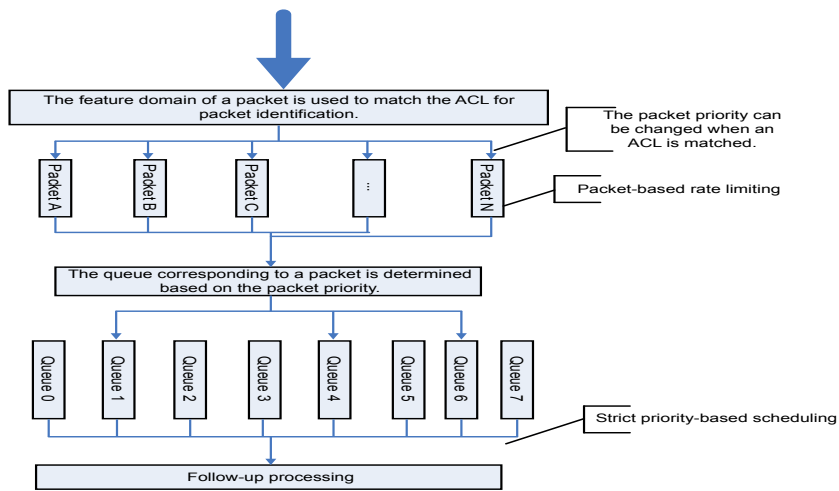 The feature domain of a packet is used to match the ACL for
packet identification.
The packet priority can
be changed when an
ACL is matched.
Packet A
Packet B
Packet C
...
Packet N
Packet-based rate limiting
The queue corresponding to a packet is determined
based on the packet priority.
Queue 0
Queue 1
Queue 2
Queue 3
Queue 4
Queue 5
Queue 6
Queue 7
Strict priority-based scheduling
Follow-up processing